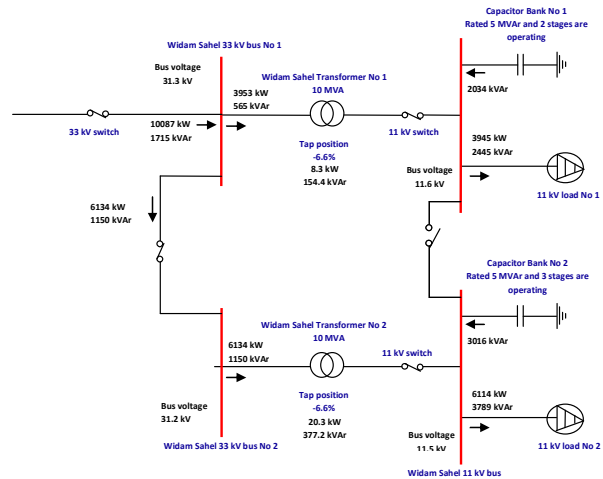 Capacitor Bank No 1
Rated 5 MVAr and 2 stages are
operating
Widam Sahel 33 kV bus No 1
Bus voltage
31.3 kV
3953 kW
565 kVAr
Widam Sahel Transformer No 1
10 MVA
2034 kVAr
33 kV switch
10087 kW
1715 kVAr
Tap position
-6.6%
8.3 kW
154.4 kVAr
11 kV switch
3945 kW
2445 kVAr
Bus voltage
11.6 kV
11 kV load No 1
6134 kW
1150 kVAr
Capacitor Bank No 2
Rated 5 MVAr and 3 stages are
operating
Widam Sahel Transformer No 2
10 MVA
3016 kVAr
6134 kW
1150 kVAr
11 kV switch
Tap position
-6.6%
20.3 kW
377.2 kVAr
6114 kW
3789 kVAr
Bus voltage
31.2 kV
Bus voltage
11.5 kV
11 kV load No 2
Widam Sahel 33 kV bus No 2
Widam Sahel 11 kV bus